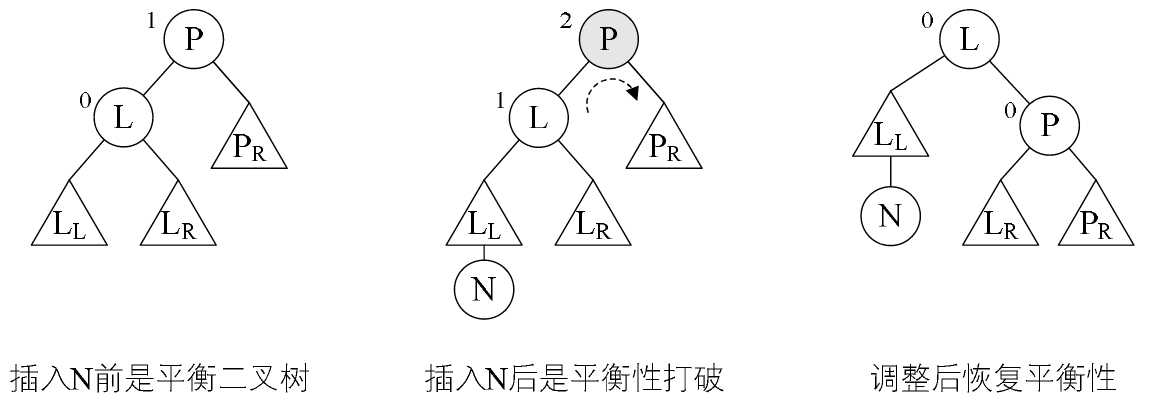 1 P 2 P 0 L
0 L 1 L 0 P
P_R P_R L_L
L_L L_R L_L L_R N L_R P_R
N
插入N前是平衡二叉树 插入N后是平衡性打破 调整后恢复平衡性